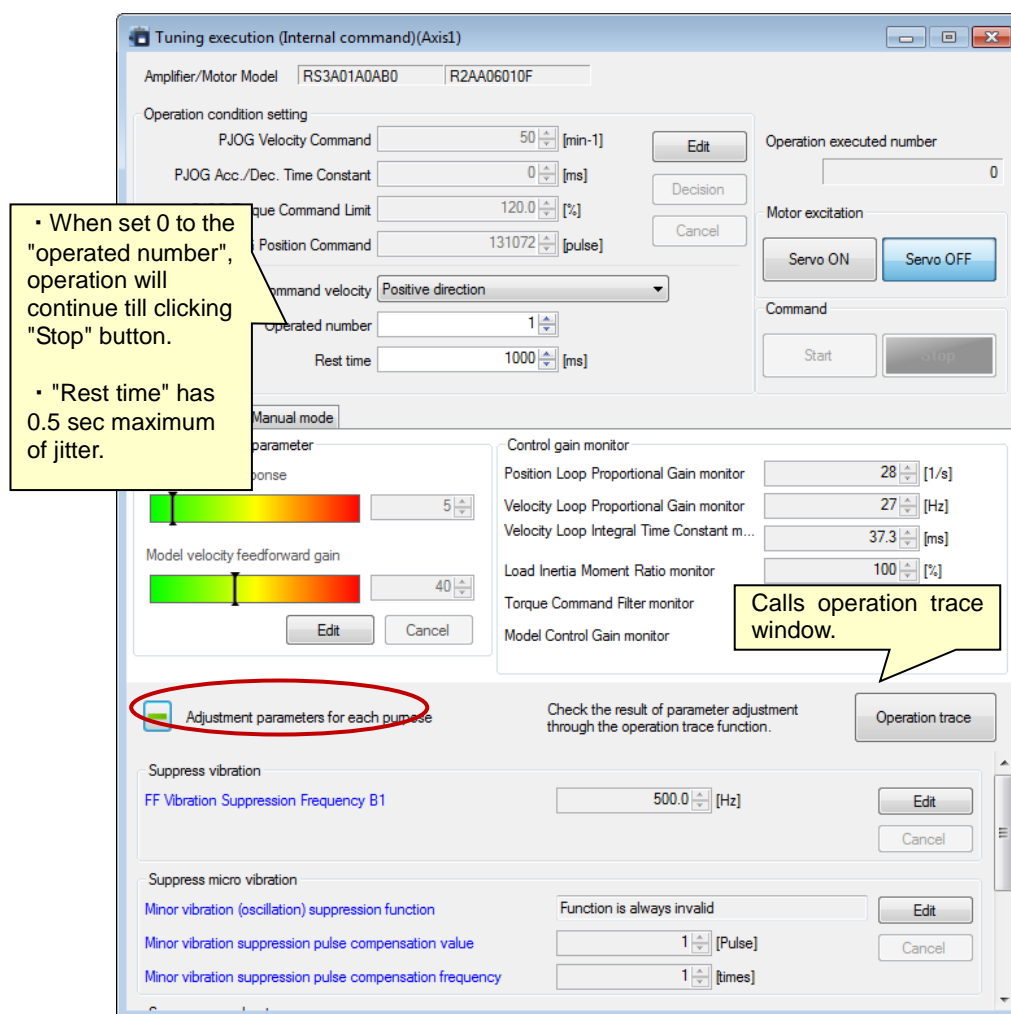 Tuning execution (Internal command)(Axis1)
Amplifier/Motor Model RS3A01A0AB0 R2AA06010F
Operation condition setting
PJOG Velocity Command 50 [min-1]
Edit
PJOG Acc./Dec. Time Constant 0 [ms]
Decision
que Command Limit 120.0 [%]
Cancel
Position Command 131072 [pulse]
ommand velocity Positive direction
Operated number 1
Rest time 1000 [ms]
Operation executed number
0
Motor excitation
Servo ON Servo OFF
Command
Start Stop
・When set 0 to the
"operated number",
operation will
continue till clicking
"Stop" button.
・"Rest time" has
0.5 sec maximum
of jitter.
Manual mode
parameter
onse
5
Model velocity feedforward gain
40
Edit Cancel
Control gain monitor
Position Loop Proportional Gain monitor 28 [1/s]
Velocity Loop Proportional Gain monitor 27 [Hz]
Velocity Loop Integral Time Constant m... 37.3 [ms]
Load Inertia Moment Ratio monitor 100 [%]
Torque Command Filter monitor
Model Control Gain monitor
Calls operation trace
window.
Adjustment parameters for each purpose
Check the result of parameter adjustment
through the operation trace function.
Operation trace
Suppress vibration
FF Vibration Suppression Frequency B1 500.0 [Hz]
Edit
Cancel
Suppress micro vibration
Minor vibration (oscillation) suppression function Function is always invalid
Edit
Minor vibration suppression pulse compensation value 1 [Pulse]
Cancel
Minor vibration suppression pulse compensation frequency 1 [times]